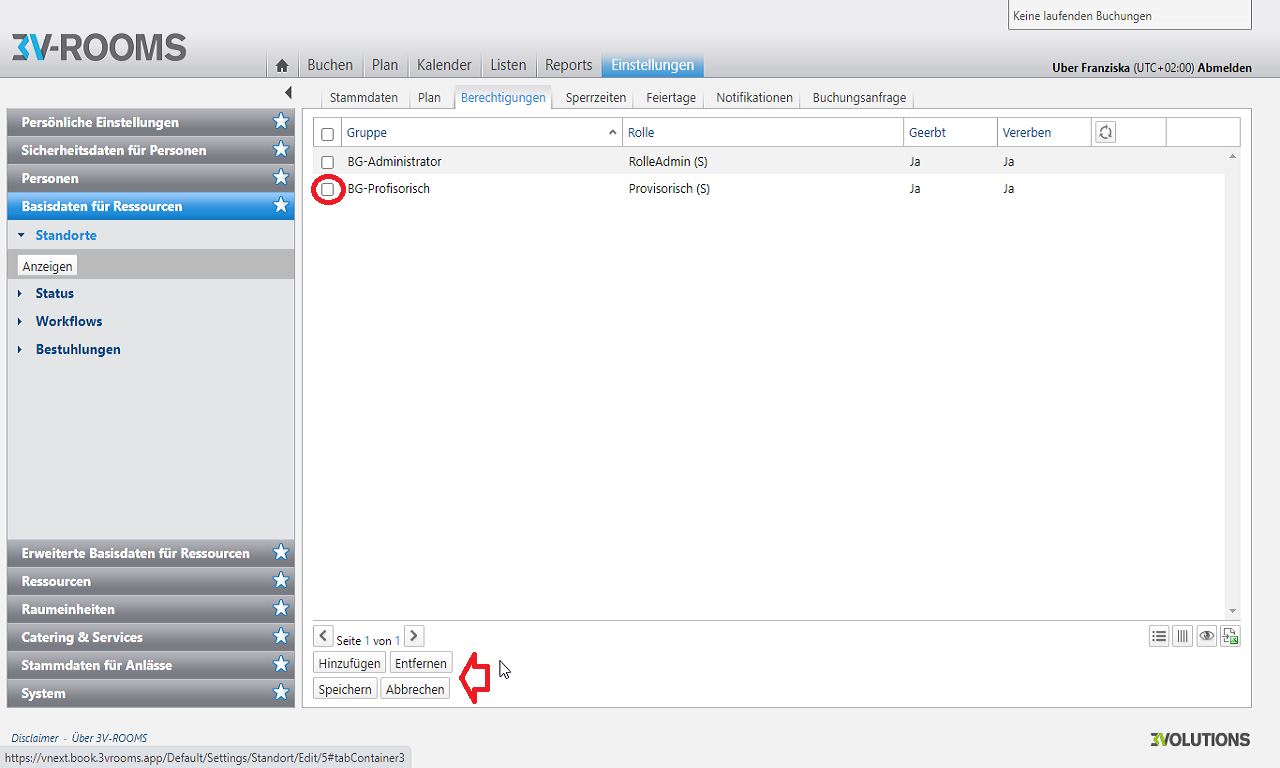 Keine laufenden Buchungen
3V-ROOMS
Buchen Plan Kalender Listen Reports Einstellungen
Uber Franziska (UTC+02:00) Abmelden
Stammdaten Plan Berechtigungen Sperrzeiten Feiertage Notifikationen Buchungsanfrage
Persönliche Einstellungen
Sicherheitsdaten für Personen
Personen
Basisdaten für Ressourcen
Standorte
Anzeigen
Status
Workflows
Bestuhlungen
Erweiterte Basisdaten für Ressourcen
Ressourcen
Raumeinheiten
Catering & Services
Stammdaten für Anlässe
System
Gruppe Rolle Geerbt Vererben
BG-Administrator RolleAdmin (S) Ja Ja
BG-Profisorisch Provisorisch (S) Ja Ja
Seite 1 von 1
Hinzufügen Entfernen
Speichern Abbrechen
Disclaimer - Über 3V-ROOMS
3VOLUTIONS
https://vnext.book.3vrooms.app/Default/Settings/Standort/Edit/5#tabContainer3